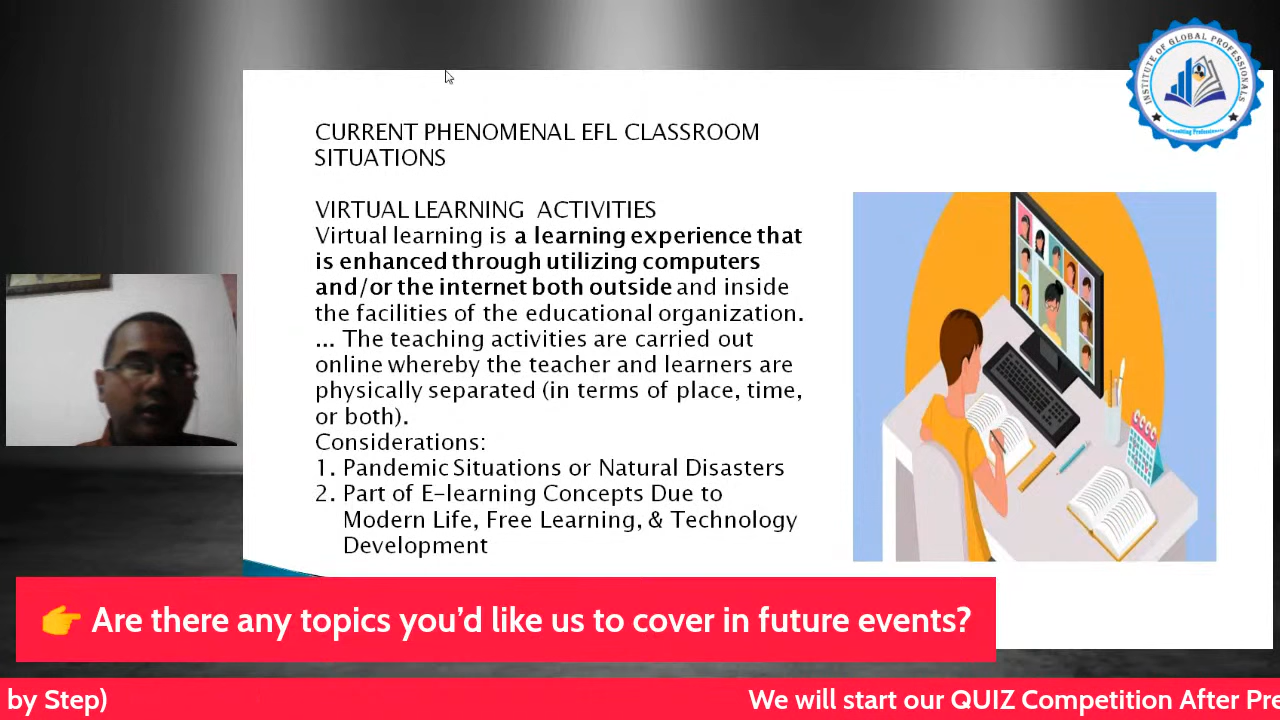 INSTITUTE OF GLOBAL PROFESSIONALS
CURRENT PHENOMENAL EFL CLASSROOM
SITUATIONS
VIRTUAL LEARNING ACTIVITIES
Virtual learning is a learning experience that
is enhanced through utilizing computers
and/or the internet both outside and inside
the facilities of the educational organization.
... The teaching activities are carried out
online whereby the teacher and learners are
physically separated (in terms of place, time,
or both).
Considerations:
1. Pandemic Situations or Natural Disasters
2. Part of E-learning Concepts Due to
Modern Life, Free Learning, & Technology
Development
👉 Are there any topics you’d like us to cover in future events?
by Step) We will start our QUIZ Competition After Pre